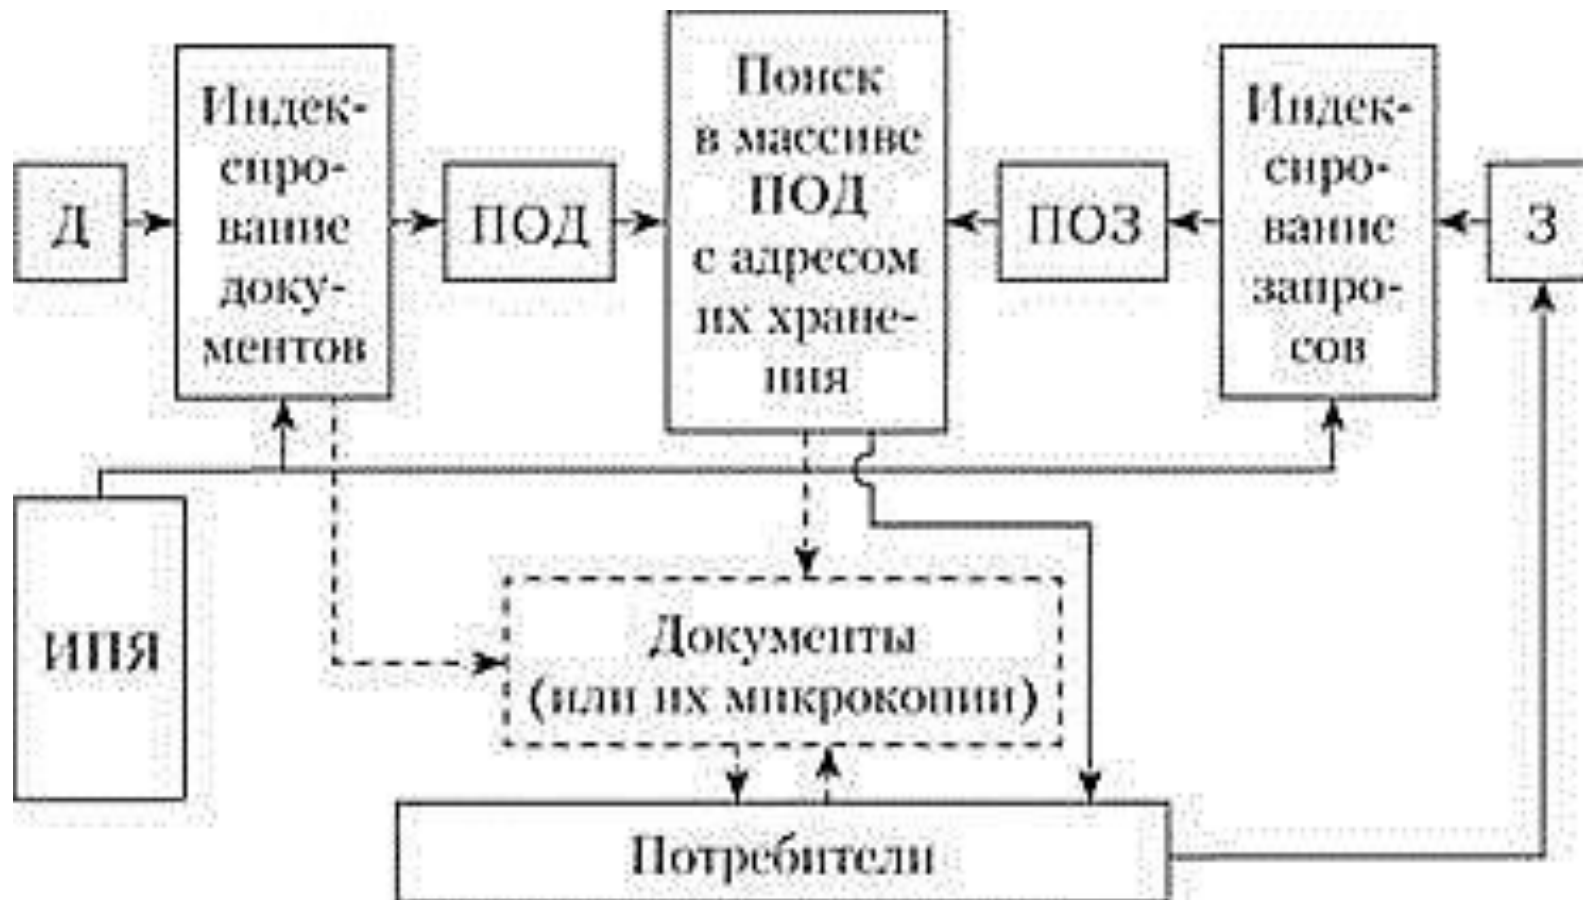 Д
Индек-
сиро-
вание
доку-
ментов
ПОД
Поиск
в массиве
ПОД
с адресом
их хране-
ния
ПОЗ
Индек-
сиро-
вание
запро-
сов
З
ИПЯ
Документы
(или их микрокопии)
Потребители